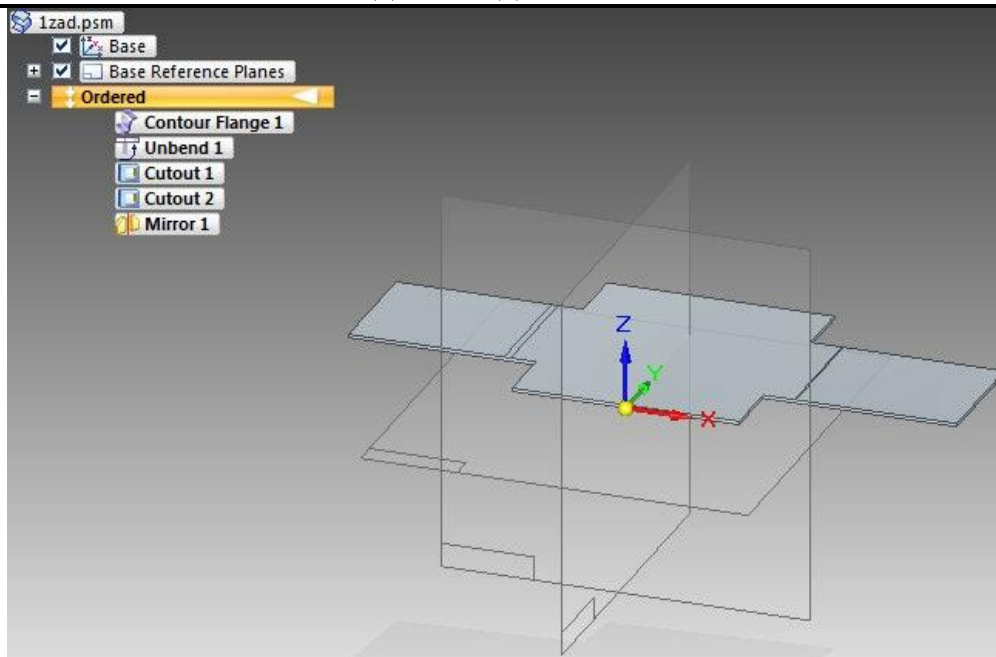 1zad.psm
Base
Base Reference Planes
Ordered
Contour Flange 1
Unbend 1
Cutout 1
Cutout 2
Mirror 1
Z
Y
X